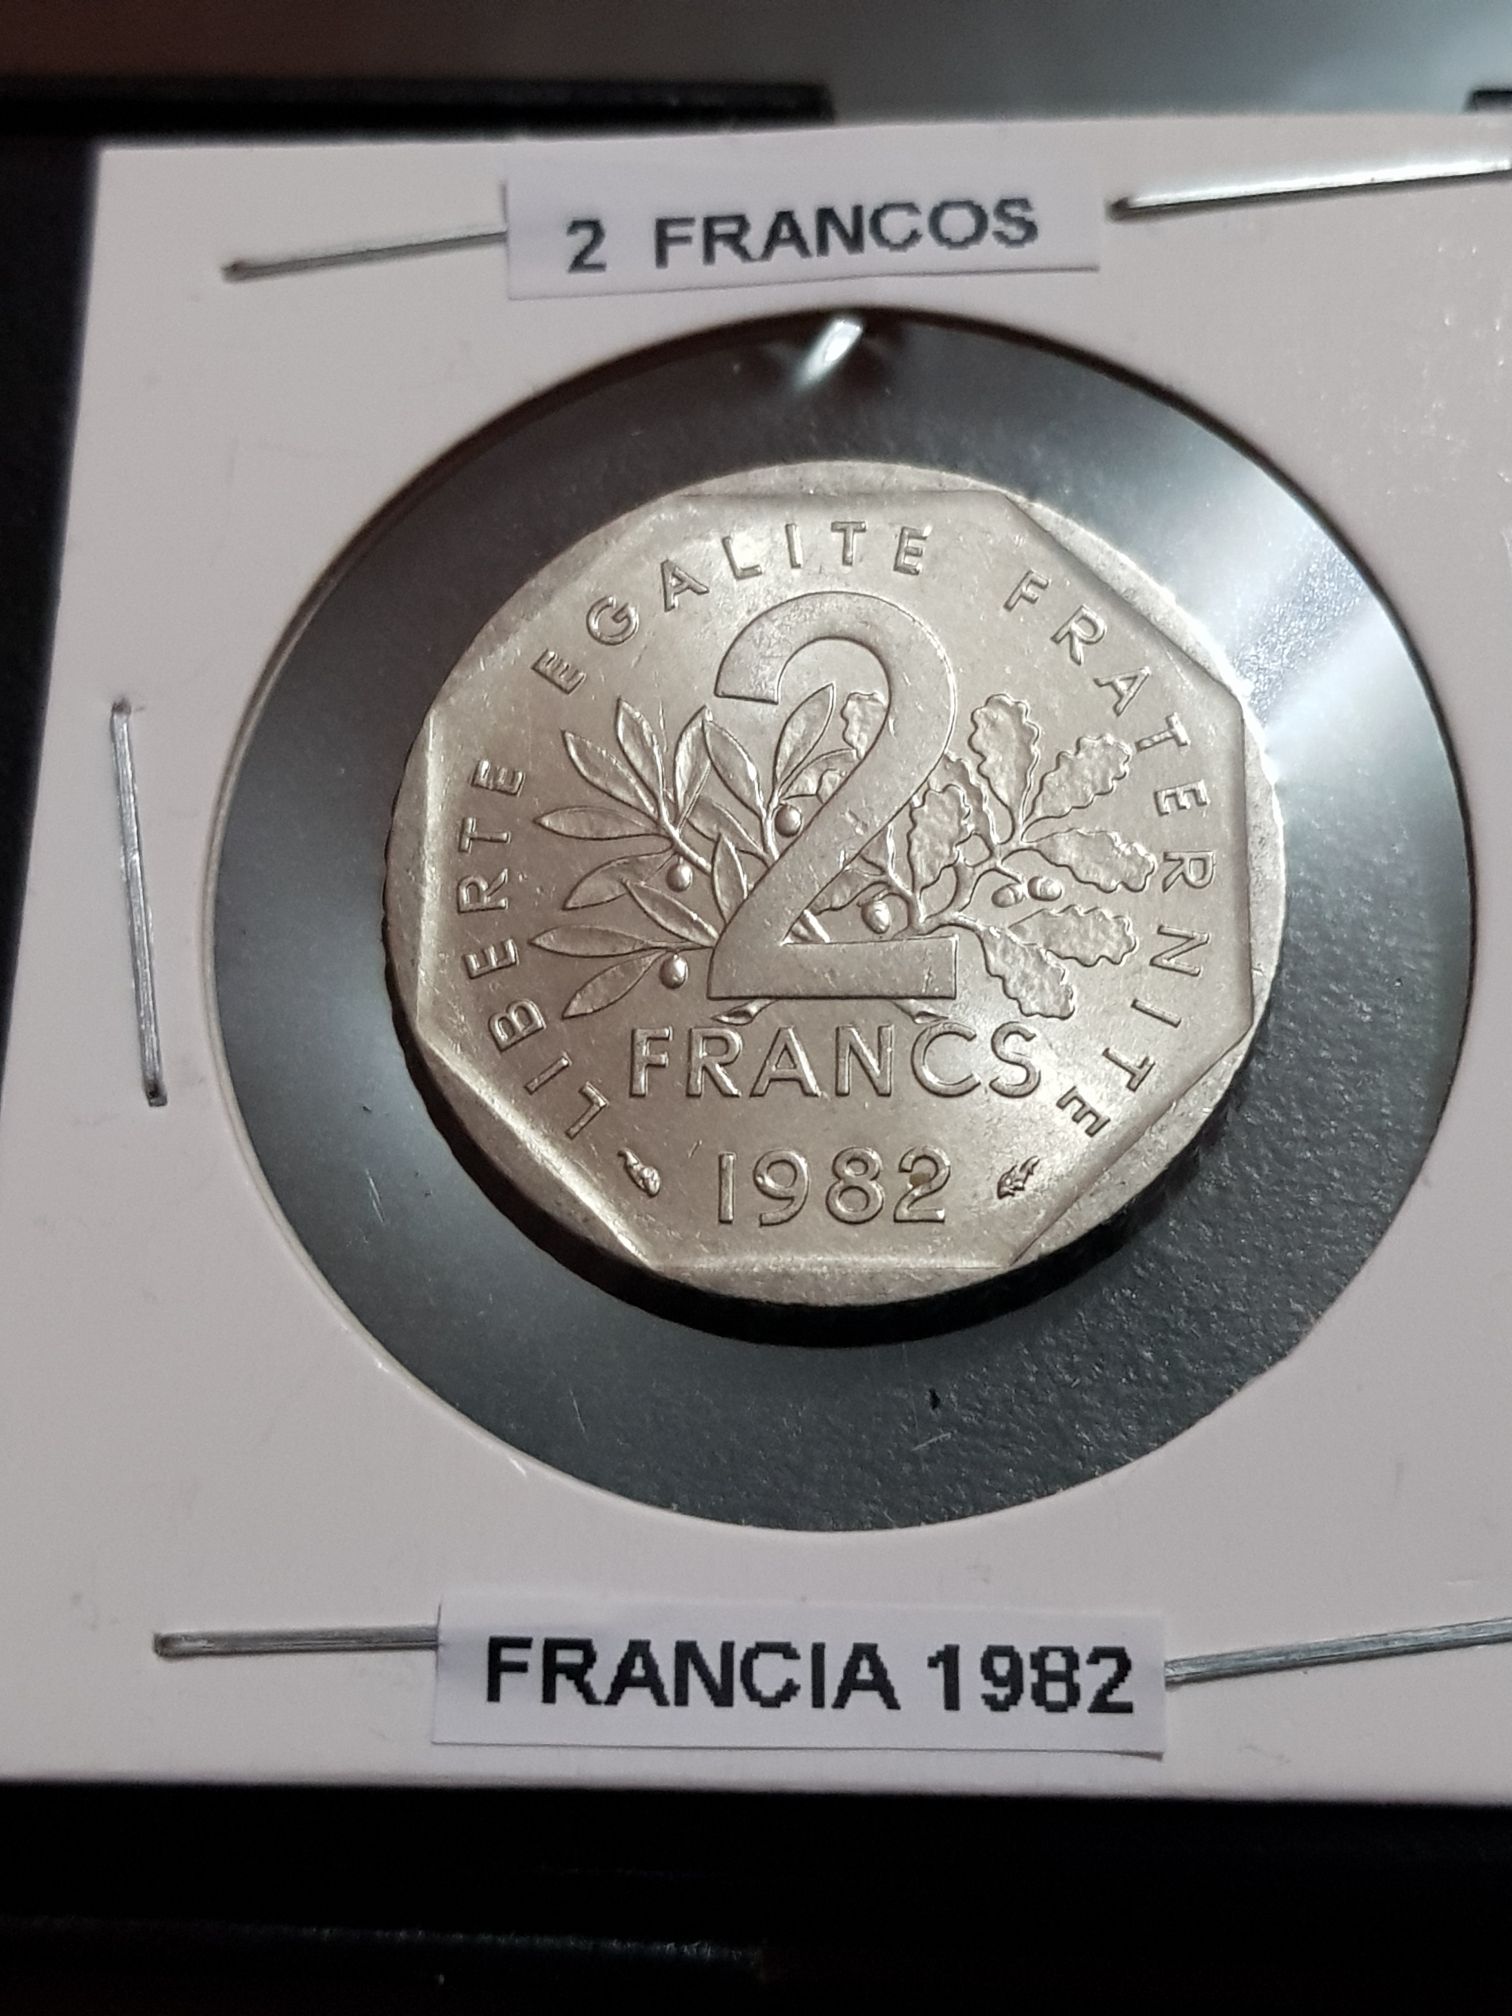 2 FRANCOS
LIBERTE EGALITE FRATERNITE
2
FRANCS
1982
FRANCIA 1982